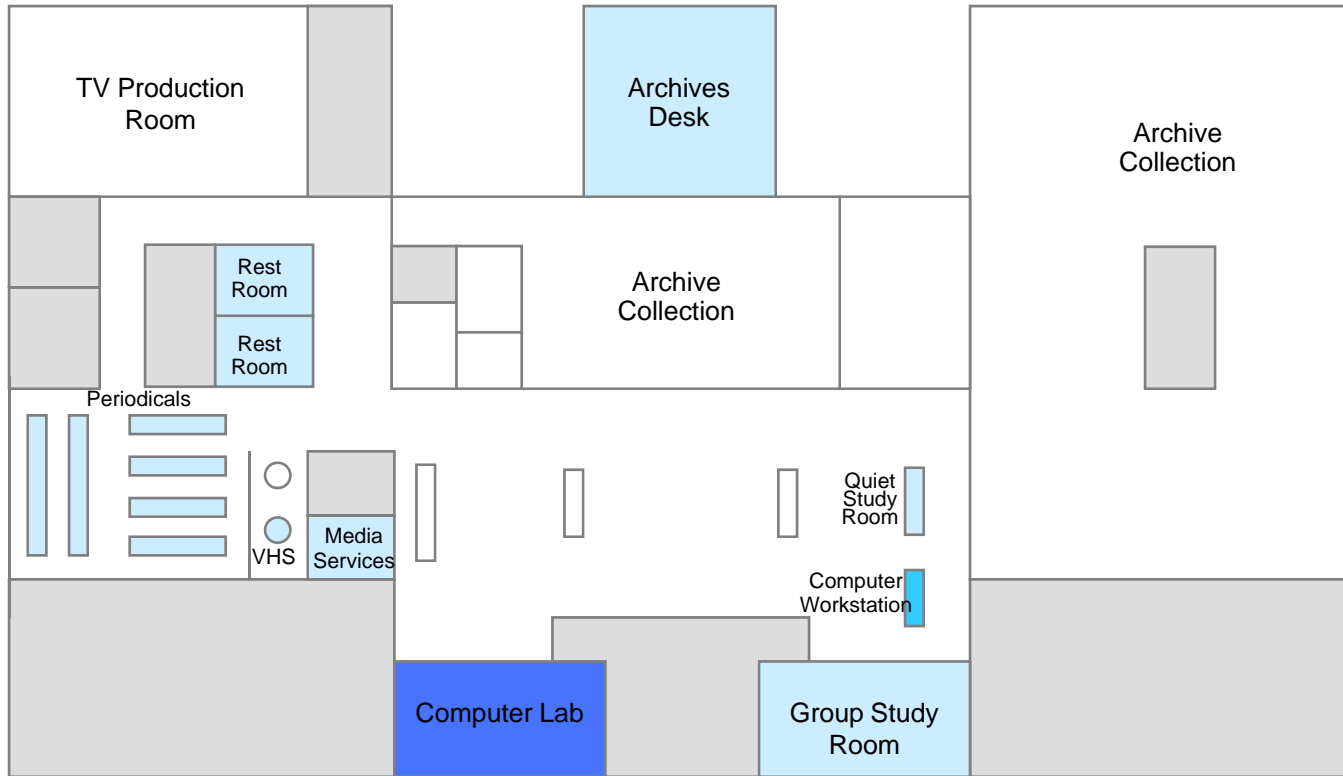 TV Production
Room
Archives
Desk
Archive
Collection
Rest
Room
Archive
Collection
Rest
Room
Periodicals
Quiet
Study
Room
VHS
Media
Services
Computer
Workstation
Computer Lab
Group Study
Room